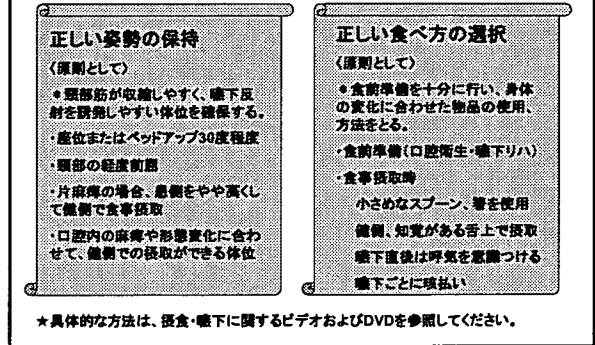 正しい姿勢の保持
〈原則として〉
＊頸部筋が収縮しやすく、嚥下反
射を誘発しやすい体位を確保する。
・座位またはベッドアップ30度程度
・頸部の軽度前屈
・片麻痺の場合、患側をやや高くし
て健側で食事摂取
・口腔内の麻痺や形態変化に合わ
せて、健側での摂取ができる体位
正しい食べ方の選択
〈原則として〉
＊食前準備を十分に行い、身体
の変化に合わせた物品の使用、
方法をとる。
・食前準備(口腔衛生・嚥下リハ)
・食事摂取時
小さめなスプーン、箸を使用
健側、知覚がある舌上で摂取
嚥下直後は呼気を意識づける
嚥下ごとに咳払い
★具体的な方法は、摂食・嚥下に関するビデオおよびDVDを参照してください。